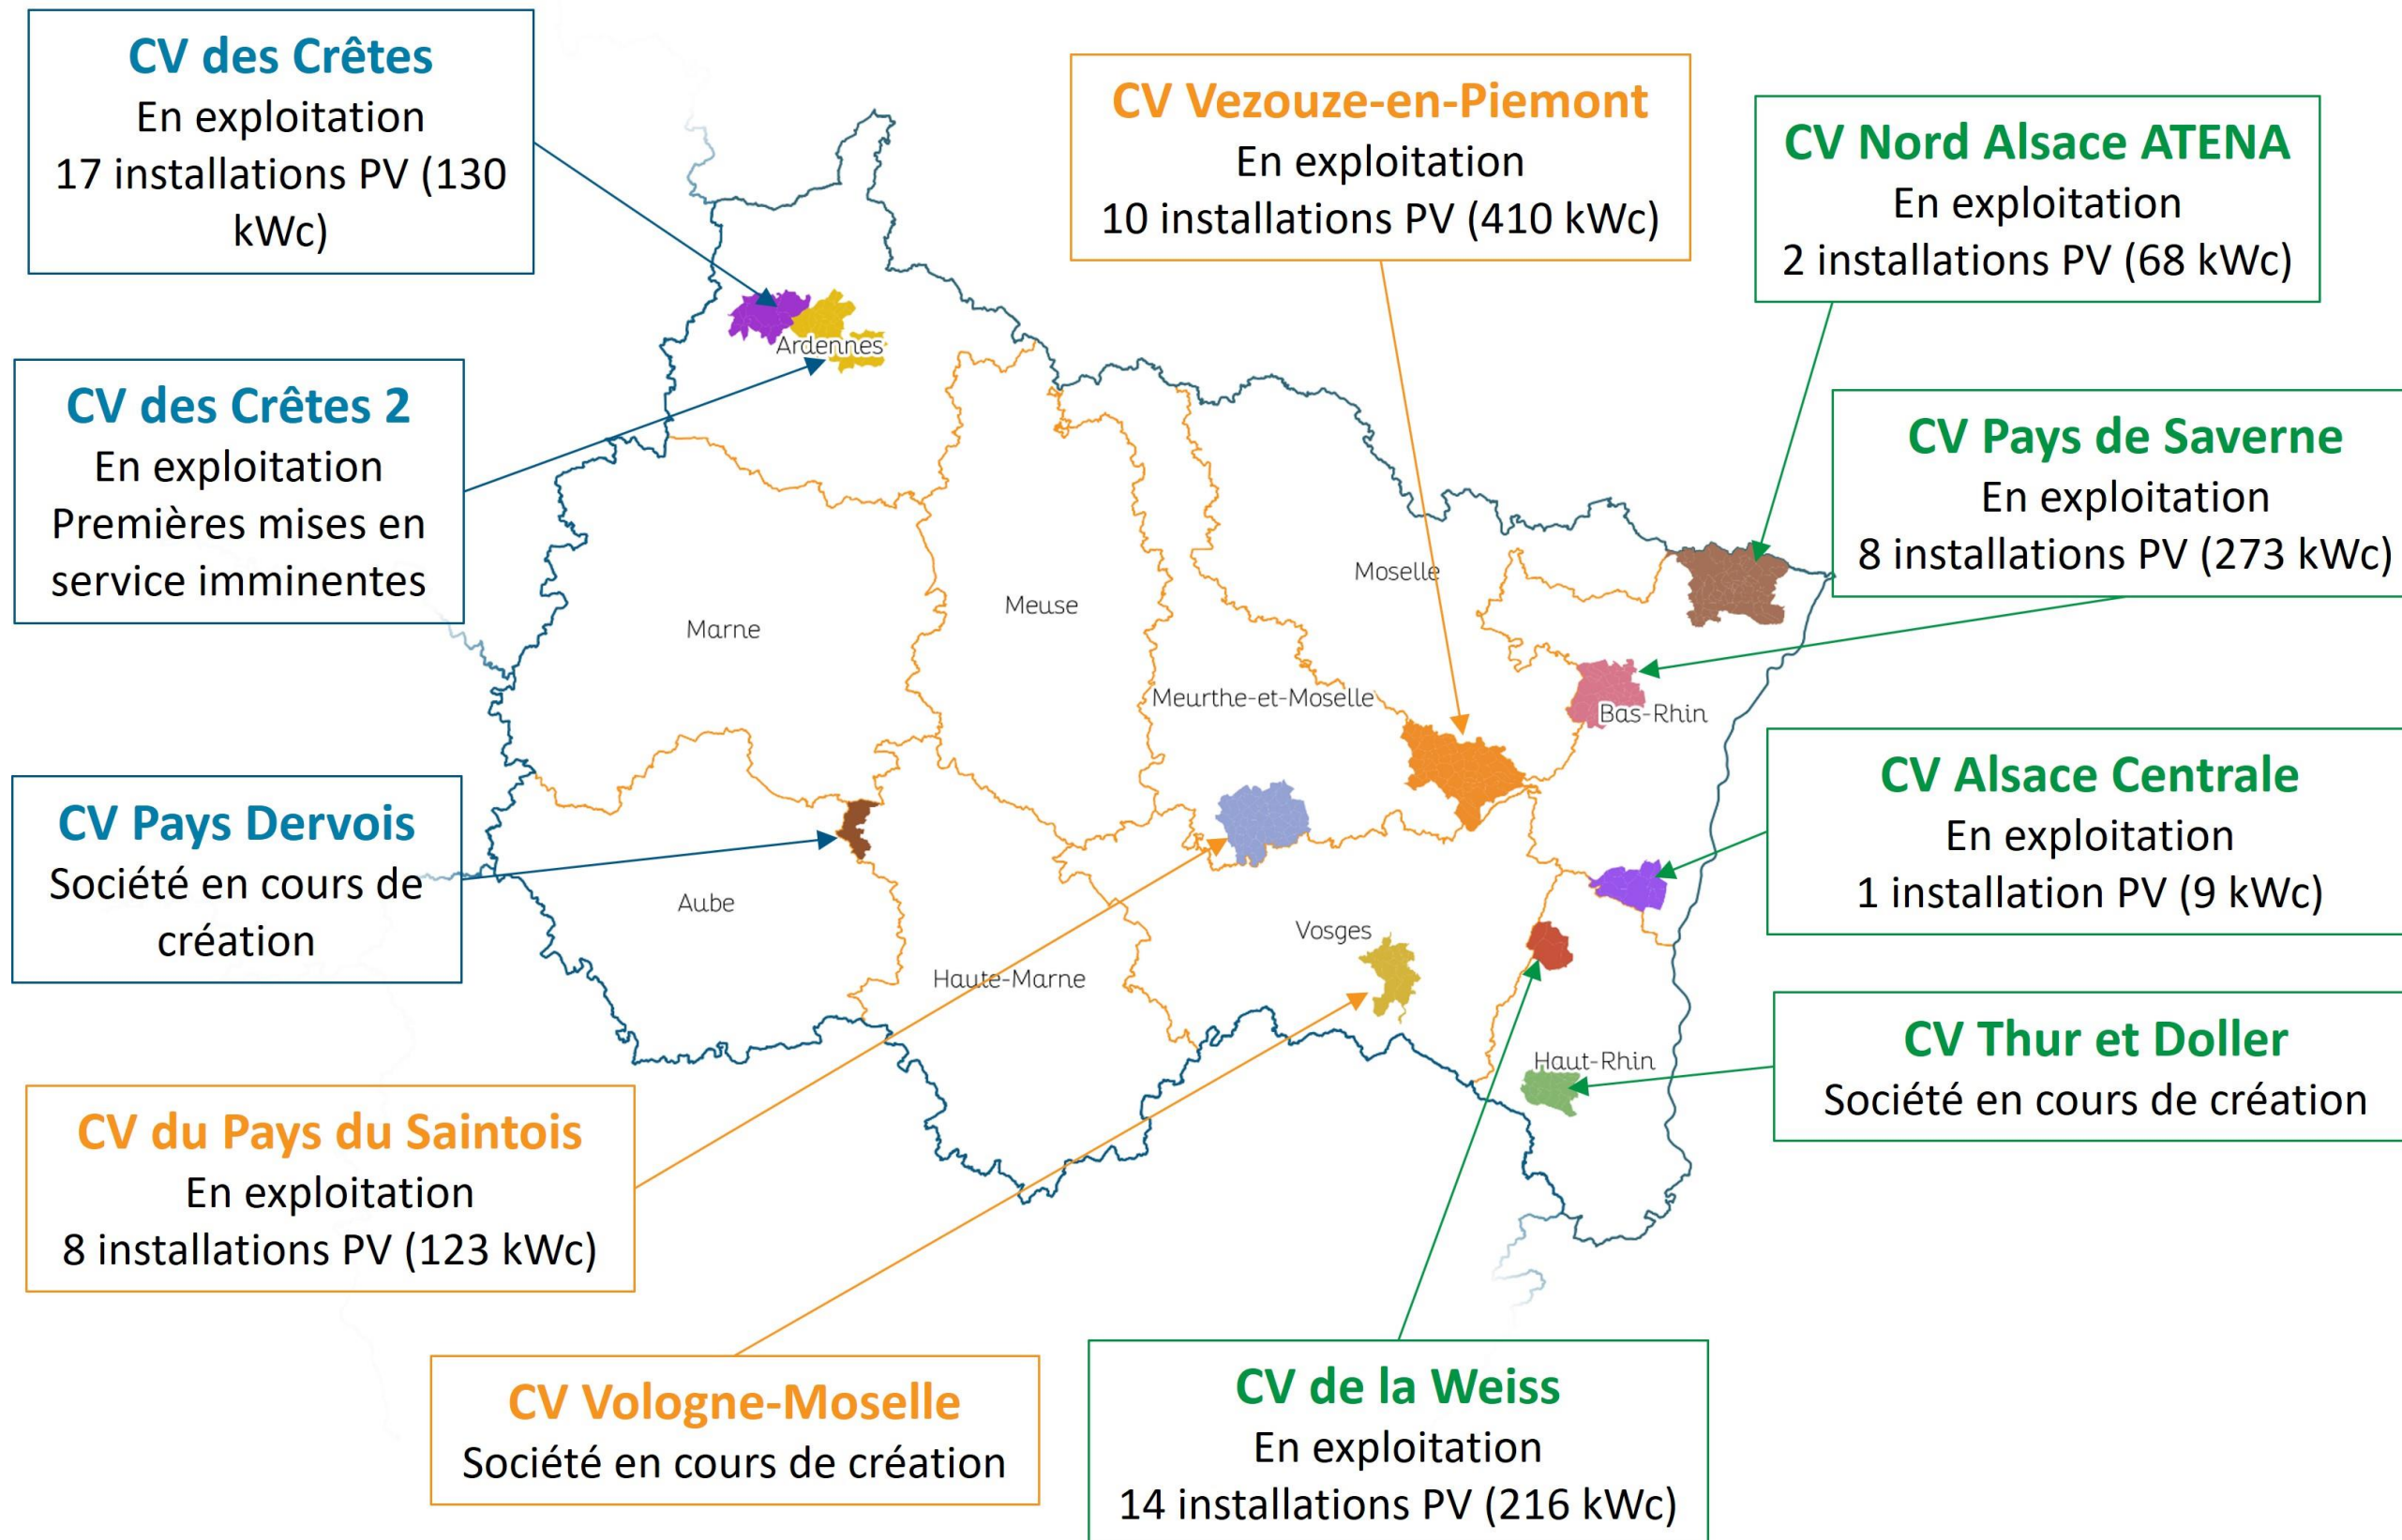 CV des Crêtes
En exploitation
17 installations PV (130
kWc)
CV Vezouze-en-Piemont
En exploitation
10 installations PV (410 kWc)
CV Nord Alsace ATENA
En exploitation
2 installations PV (68 kWc)
CV des Crêtes 2
En exploitation
Premières mises en
service imminentes
CV Pays de Saverne
En exploitation
8 installations PV (273 kWc)
Ardennes
Marne
Meuse
Moselle
Meurthe-et-Moselle
Bas-Rhin
Aube
Haute-Marne
Vosges
Haut-Rhin
CV Pays Dervois
Société en cours de
création
CV Alsace Centrale
En exploitation
1 installation PV (9 kWc)
CV Thur et Doller
Société en cours de création
CV du Pays du Saintois
En exploitation
8 installations PV (123 kWc)
CV Vologne-Moselle
Société en cours de création
CV de la Weiss
En exploitation
14 installations PV (216 kWc)